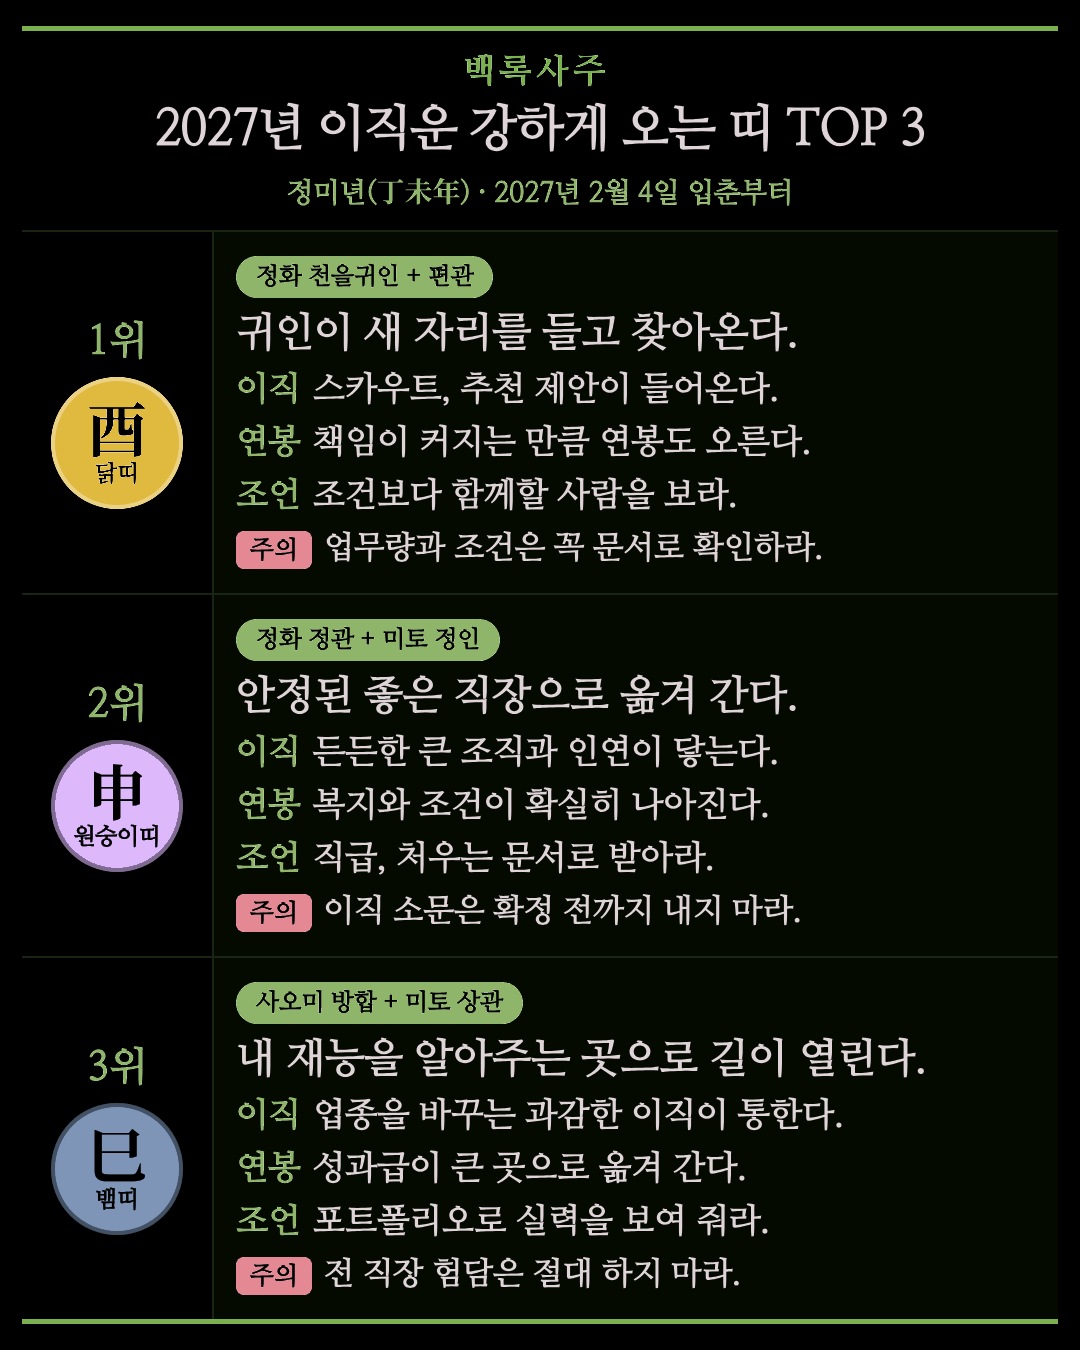 백록사주
2027년 이직운 강하게 오는 띠 TOP 3
정미년(丁未年) · 2027년 2월 4일 입춘부터
1위
酉
닭띠
정화 천을귀인 + 편관
귀인이 새 자리를 들고 찾아온다.
이직 스카우트, 추천 제안이 들어온다.
연봉 책임이 커지는 만큼 연봉도 오른다.
조언 조건보다 함께할 사람을 보라.
주의 업무량과 조건은 꼭 문서로 확인하라.
2위
申
원숭이띠
정화 정관 + 미토 정인
안정된 좋은 직장으로 옮겨 간다.
이직 든든한 큰 조직과 인연이 닿는다.
연봉 복지와 조건이 확실히 나아진다.
조언 직급, 처우는 문서로 받아라.
주의 이직 소문은 확정 전까지 내지 마라.
3위
巳
뱀띠
사오미 방합 + 미토 상관
내 재능을 알아주는 곳으로 길이 열린다.
이직 업종을 바꾸는 과감한 이직이 통한다.
연봉 성과급이 큰 곳으로 옮겨 간다.
조언 포트폴리오로 실력을 보여 줘라.
주의 전 직장 험담은 절대 하지 마라.